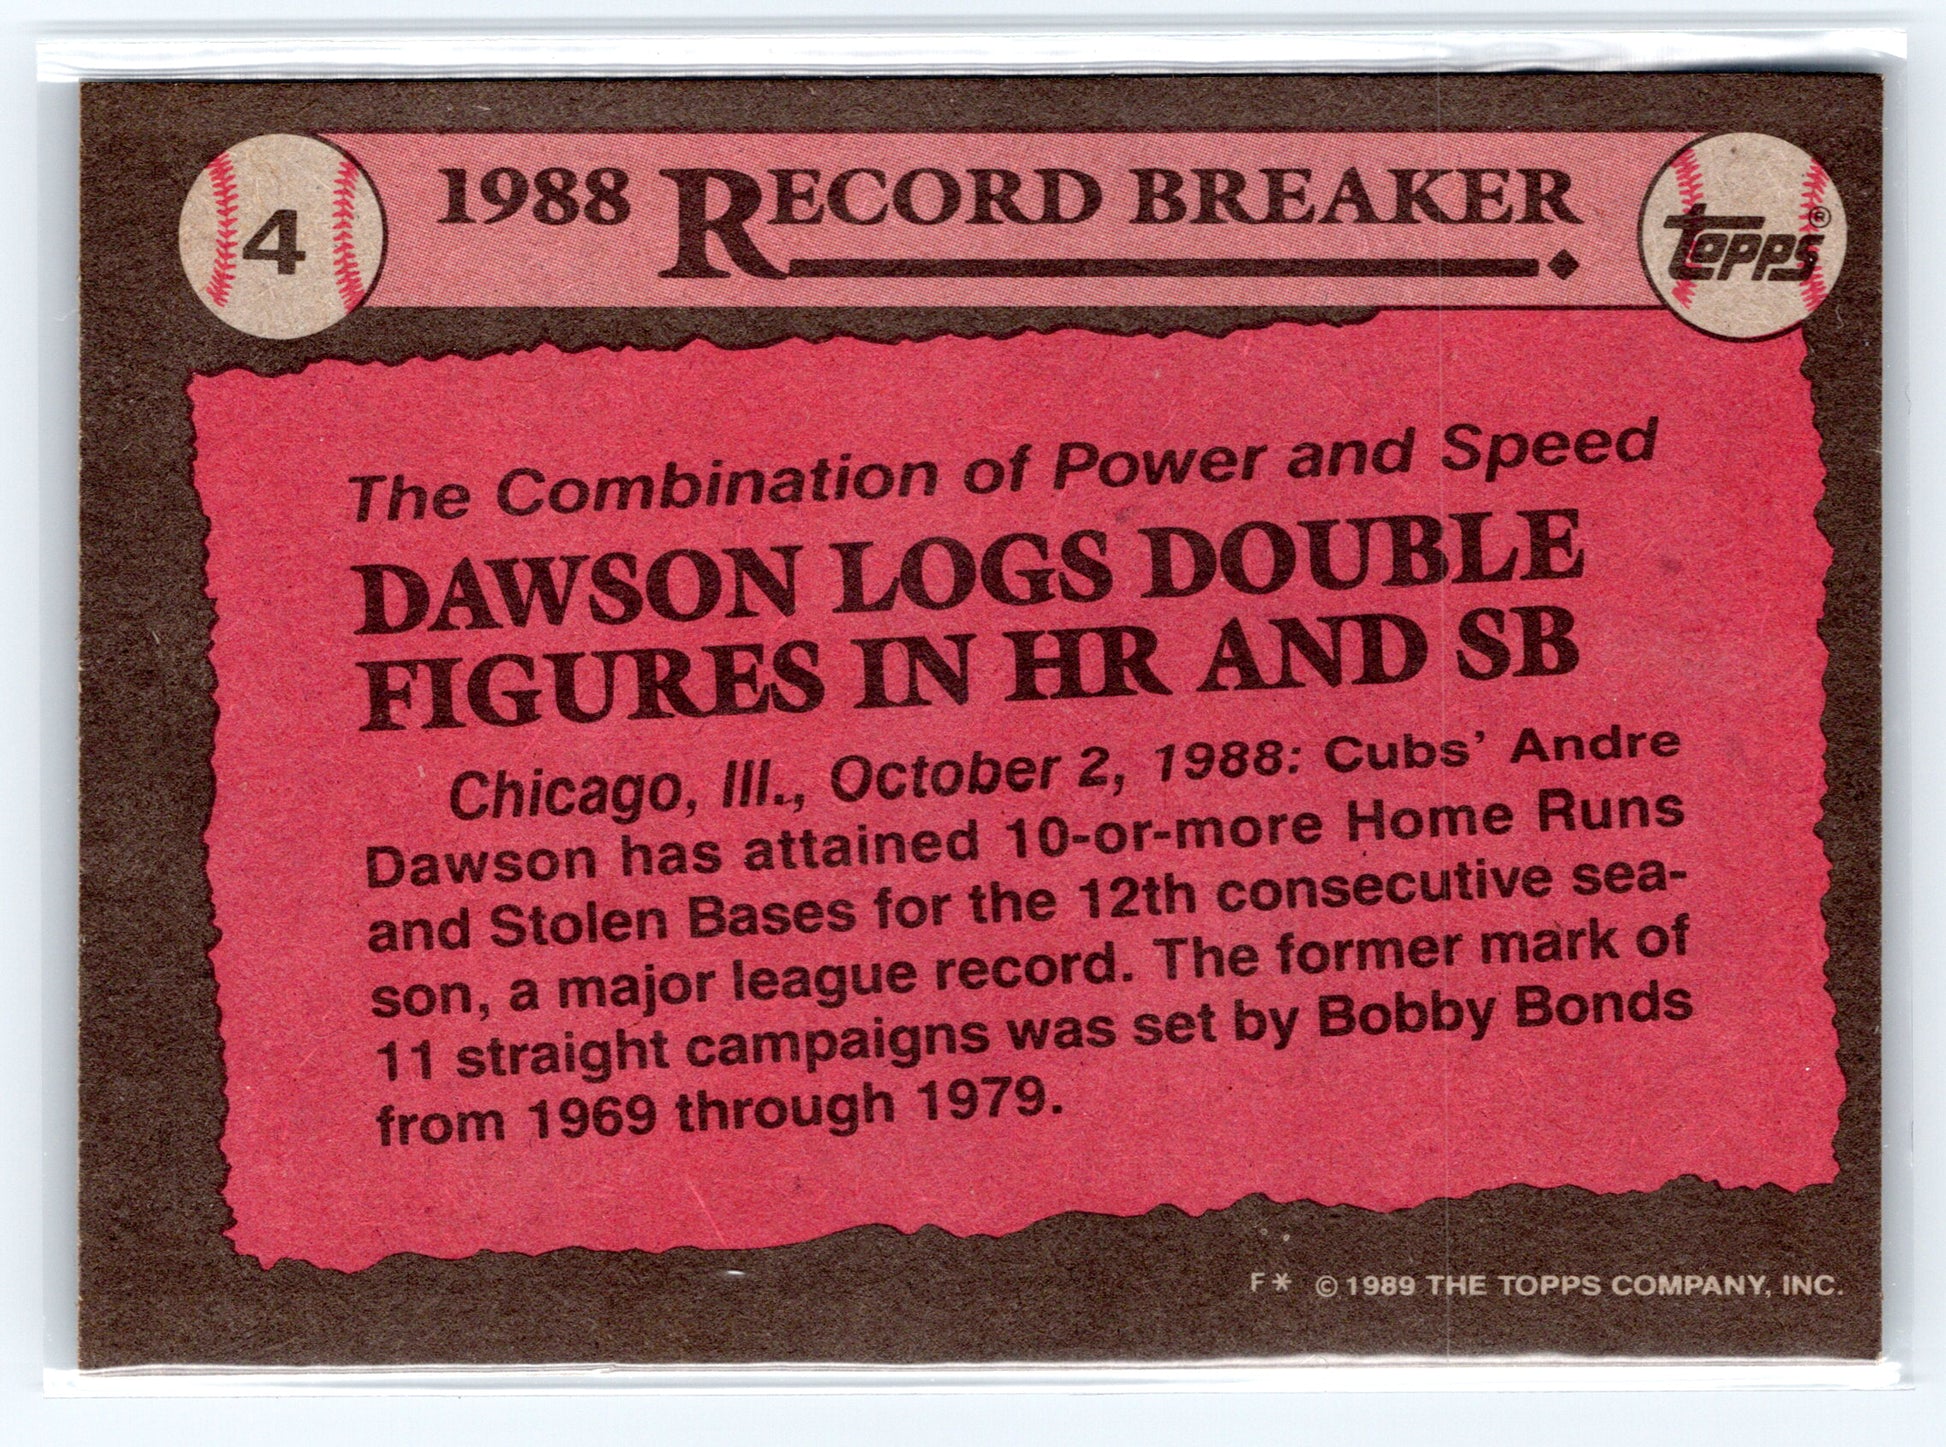 4
1988 RECORD BREAKER
topps®
The Combination of Power and Speed
DAWSON LOGS DOUBLE
FIGURES IN HR AND SB
Chicago, Ill., October 2, 1988: Cubs' Andre
Dawson has attained 10-or-more Home Runs
and Stolen Bases for the 12th consecutive sea-
son, a major league record. The former mark of
11 straight campaigns was set by Bobby Bonds
from 1969 through 1979.
F* © 1989 THE TOPPS COMPANY, INC.